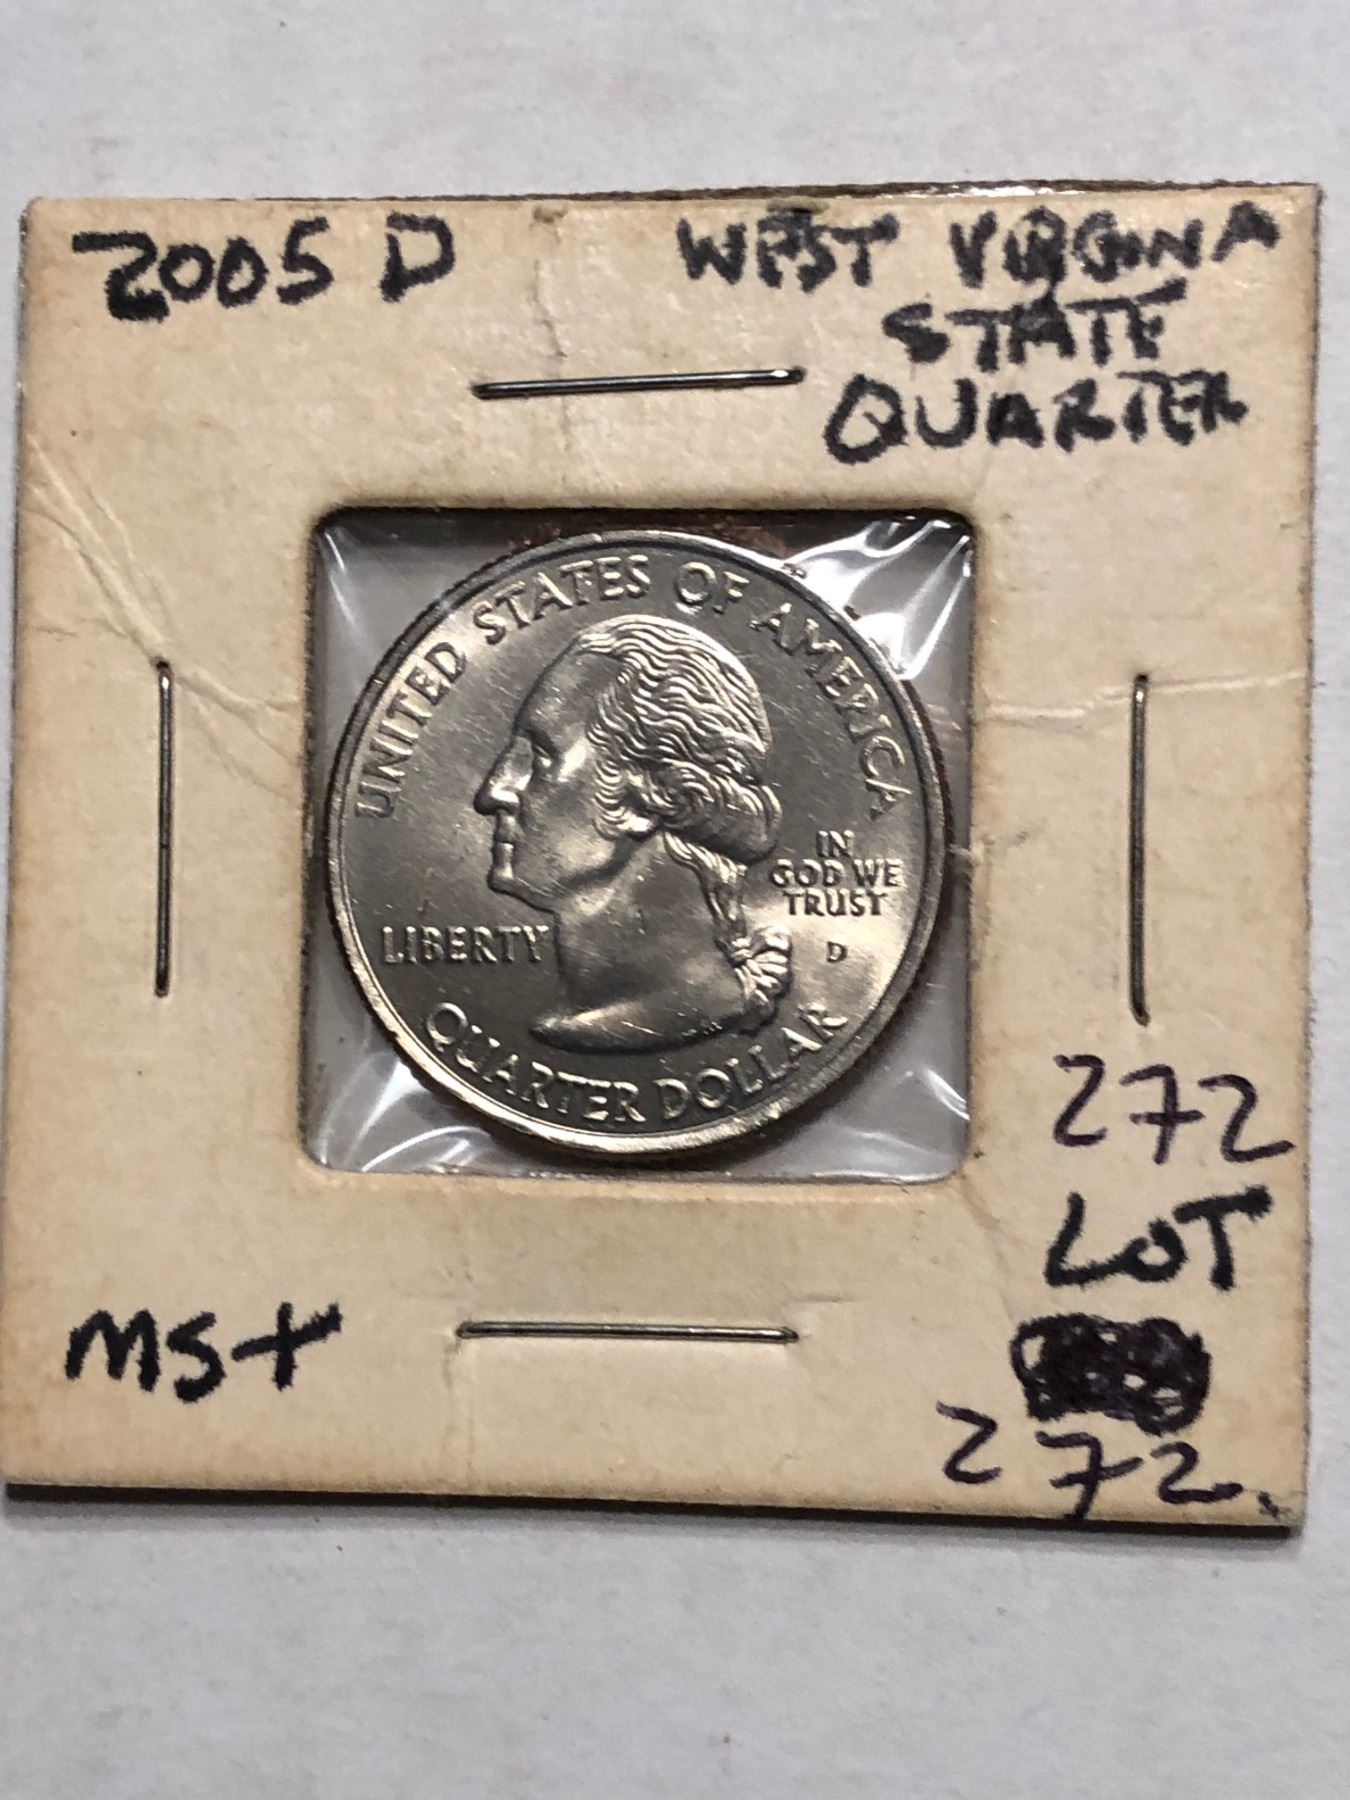 2005 D
WEST VIRGINA
STATE
QUARTER
UNITED STATES OF AMERICA
IN
GOD WE
TRUST
LIBERTY
D
QUARTER DOLLAR
272
LOT
272.
MS+